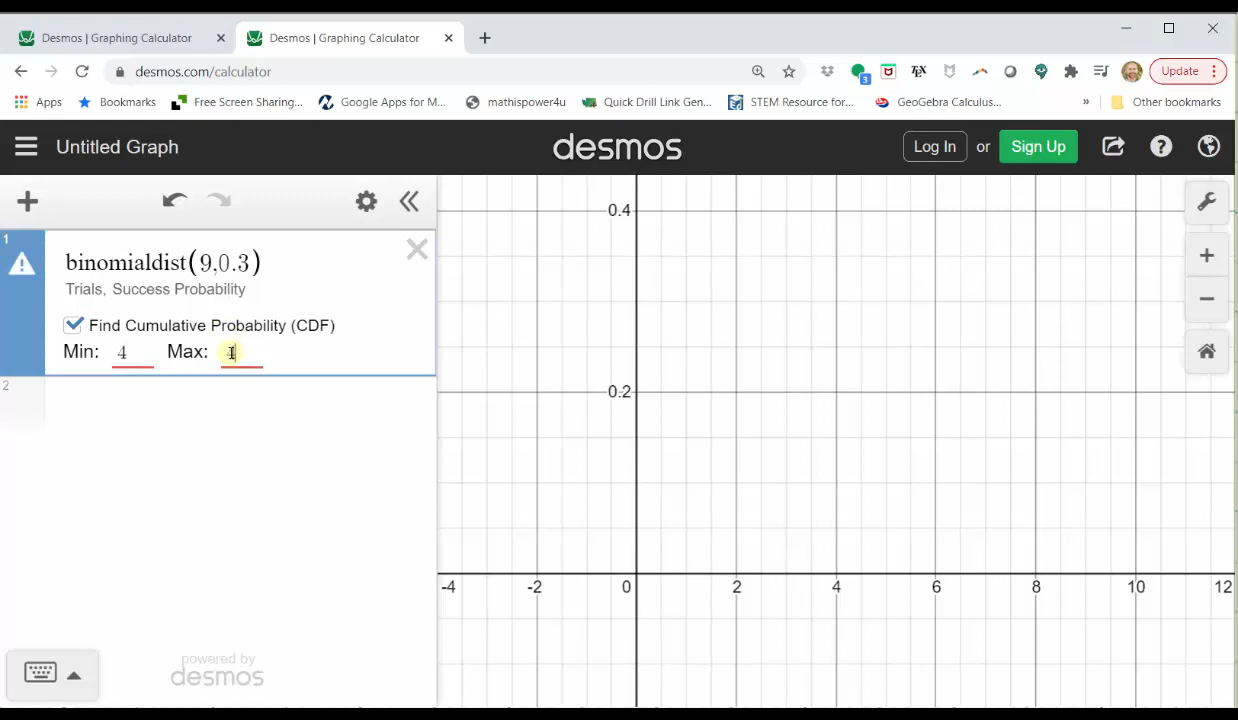 Desmos | Graphing Calculator
Desmos | Graphing Calculator
desmos.com/calculator
3
TEX
Update
Apps
Bookmarks
Free Screen Sharing...
Google Apps for M...
mathispower4u
Quick Drill Link Gen...
STEM Resource for...
GeoGebra Calculus...
»
Other bookmarks
Untitled Graph
desmos
Log In or Sign Up
1
binomialdist(9,0.3)
Trials, Success Probability
Find Cumulative Probability (CDF)
Min: 4 Max: 4
2
powered by
desmos
0.4
0.2
-4 -2 0 2 4 6 8 10 12